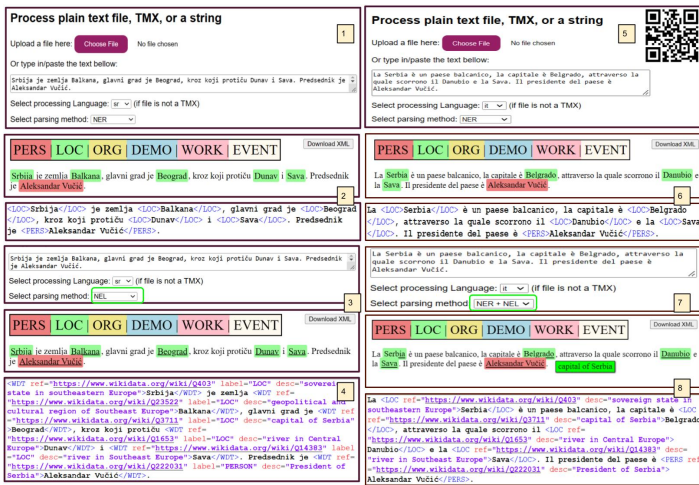 Process plain text file, TMX, or a string
1
Upload a file here: Choose File No file chosen
Or type in/paste the text bellow:
Srbija je zemlja Balkana, glavni grad je Beograd, kroz koji protiču Dunav i Sava. Predsednik je
Aleksandar Vučić.
Select processing Language: sr (if file is not a TMX)
Select parsing method: NER
PERS LOC ORG DEMO WORK EVENT
Download XML
Srbija je zemlja Balkana, glavni grad je Beograd, kroz koji protiču Dunav i Sava. Predsednik
je Aleksandar Vučić.
2
<LOC>Srbija</LOC> je zemlja <LOC>Balkana</LOC>, glavni grad je <LOC>Beograd
</LOC>, kroz koji protiču <LOC>Dunav</LOC> i <LOC>Sava</LOC>. Predsednik
je <PERS>Aleksandar Vučić</PERS>.
Srbija je zemlja Balkana, glavni grad je Beograd, kroz koji protiču Dunav i Sava. Predsednik
je Aleksandar Vučić.
Select processing Language: sr (if file is not a TMX)
Select parsing method: NEL
3
PERS LOC ORG DEMO WORK EVENT
Download XML
Srbija je zemlja Balkana, glavni grad je Beograd, kroz koji protiču Dunav i Sava. Predsednik
je Aleksandar Vučić.
4
<WDT ref="https://www.wikidata.org/wiki/Q403" label="LOC" desc="sovereign
state in southeastern Europe">Srbija</WDT> je zemlja <WDT ref
="https://www.wikidata.org/wiki/Q23522" label="LOC" desc="geopolitical and
cultural region of Southeast Europe">Balkana</WDT>, glavni grad je <WDT ref
="https://www.wikidata.org/wiki/Q3711" label="LOC" desc="capital of Serbia"
>Beograd</WDT>, kroz koji protiču <WDT ref=
"https://www.wikidata.org/wiki/Q1653" label="LOC" desc="river in Central
Europe">Dunav</WDT> i <WDT ref="https://www.wikidata.org/wiki/Q14383" label
="LOC" desc="river in Southeast Europe">Sava</WDT>. Predsednik je <WDT ref=
"https://www.wikidata.org/wiki/Q222031" label="PERSON" desc="President of
Serbia">Aleksandar Vučić</WDT>.
Process plain text file, TMX, or a string
5
Upload a file here: Choose File No file chosen
Or type in/paste the text bellow:
La Serbia è un paese balcanico, la capitale è Belgrado, attraverso la
quale scorrono il Danubio e la Sava. Il presidente del paese è
Aleksandar Vučić.
Select processing Language: it (if file is not a TMX)
Select parsing method: NER
PERS LOC ORG DEMO WORK EVENT
Download XML
La Serbia è un paese balcanico, la capitale è Belgrado, attraverso la quale scorrono il Danubio e
la Sava. Il presidente del paese è Aleksandar Vučić.
6
La <LOC>Serbia</LOC> è un paese balcanico, la capitale è <LOC>Belgrado
</LOC>, attraverso la quale scorrono il <LOC>Danubio</LOC> e la <LOC>Sava
</LOC>. Il presidente del paese è <PERS>Aleksandar Vučić</PERS>.
La Serbia è un paese balcanico, la capitale è Belgrado, attraverso la
quale scorrono il Danubio e la Sava. Il presidente del paese è
Aleksandar Vučić.
Select processing Language: it (if file is not a TMX)
Select parsing method NER + NEL
7
PERS LOC ORG DEMO WORK EVENT
Download XML
La Serbia è un paese balcanico, la capitale è Belgrado, attraverso la quale scorrono il Danubio e
la Sava. Il presidente del paese è Aleksandar Vučić. capital of Serbia
8
La <LOC ref="https://www.wikidata.org/wiki/Q403" desc="sovereign state in
southeastern Europe">Serbia</LOC> è un paese balcanico, la capitale è <LOC
ref="https://www.wikidata.org/wiki/Q3711" desc="capital of Serbia">Belgrado
</LOC>, attraverso la quale scorrono il <LOC ref=
"https://www.wikidata.org/wiki/Q1653" desc="river in Central Europe">
Danubio</LOC> e la <LOC ref="https://www.wikidata.org/wiki/Q14383" desc=
"river in Southeast Europe">Sava</LOC>. Il presidente del paese è <PERS ref
="https://www.wikidata.org/wiki/Q222031" desc="President of Serbia">
Aleksandar Vučić</PERS>.